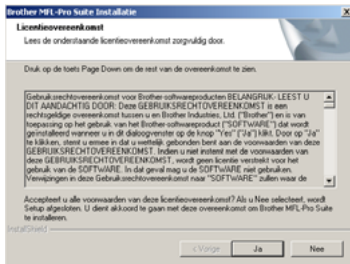 Brother MFL-Pro Suite Installatie
Licentieovereenkomst
Lees de onderstaande licentieovereenkomst zorgvuldig door.
Druk op de toets Page Down om de rest van de overeenkomst te zien.
Gebruiksrechtovereenkomst voor Brother-softwareproducten BELANGRIJK- LEEST U
DIT AANDACHTIG DOOR: Deze GEBRUIKSRECHTOVEREENKOMST is een
rechtsgeldige overeenkomst tussen u en Brother Industries, Ltd. ("Brother") en is van
toepassing op het gebruik van het Brother-softwareproduct ("SOFTWARE") dat wordt
geïnstalleerd wanneer u in dit dialoogvenster op de knop "Yes" ("Ja") klikt. Door op "Ja"
te klikken, stemt u ermee in dat u wettelijk gebonden bent aan de voorwaarden van deze
GEBRUIKSRECHTOVEREENKOMST. Indien u niet instemt met de voorwaarden van
deze GEBRUIKSRECHTOVEREENKOMST, wordt geen licentie verstrekt voor het
gebruik van de SOFTWARE. In dat geval mag u de SOFTWARE niet gebruiken.
Verwijzingen in deze Gebruiksrechtovereenkomst naar "SOFTWARE" zullen waar de
Accepteert u alle voorwaarden van deze licentieovereenkomst? Als u Nee selecteert, wordt
Setup afgesloten. U dient akkoord te gaan met deze overeenkomst om Brother MFL-Pro Suite
te installeren.
InstallShield
< Vorige
Ja
Nee